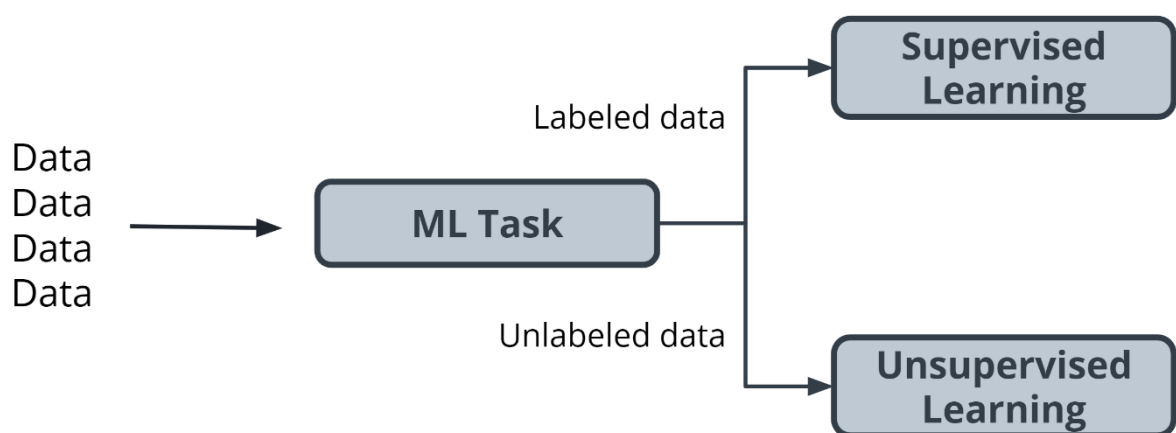 Data
Data
Data
Data
ML Task
Labeled data
Unlabeled data
Supervised
Learning
Unsupervised
Learning